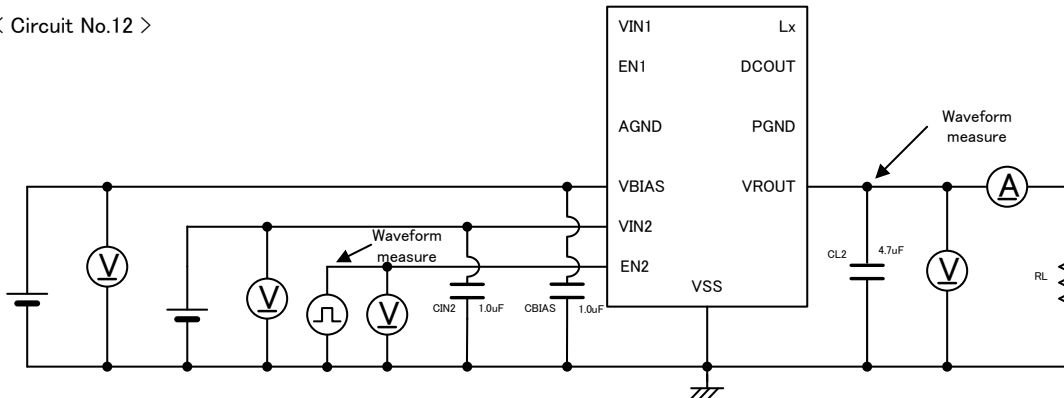 < Circuit No.12 >
VIN1 Lx
EN1 DCOUT
AGND PGND
Waveform
measure
VBIAS VROUT
A
VIN2
Waveform
measure
EN2
V
V
V
V
CL2 4.7uF
RL
VSS
CIN2 1.0uF CBIAS 1.0uF